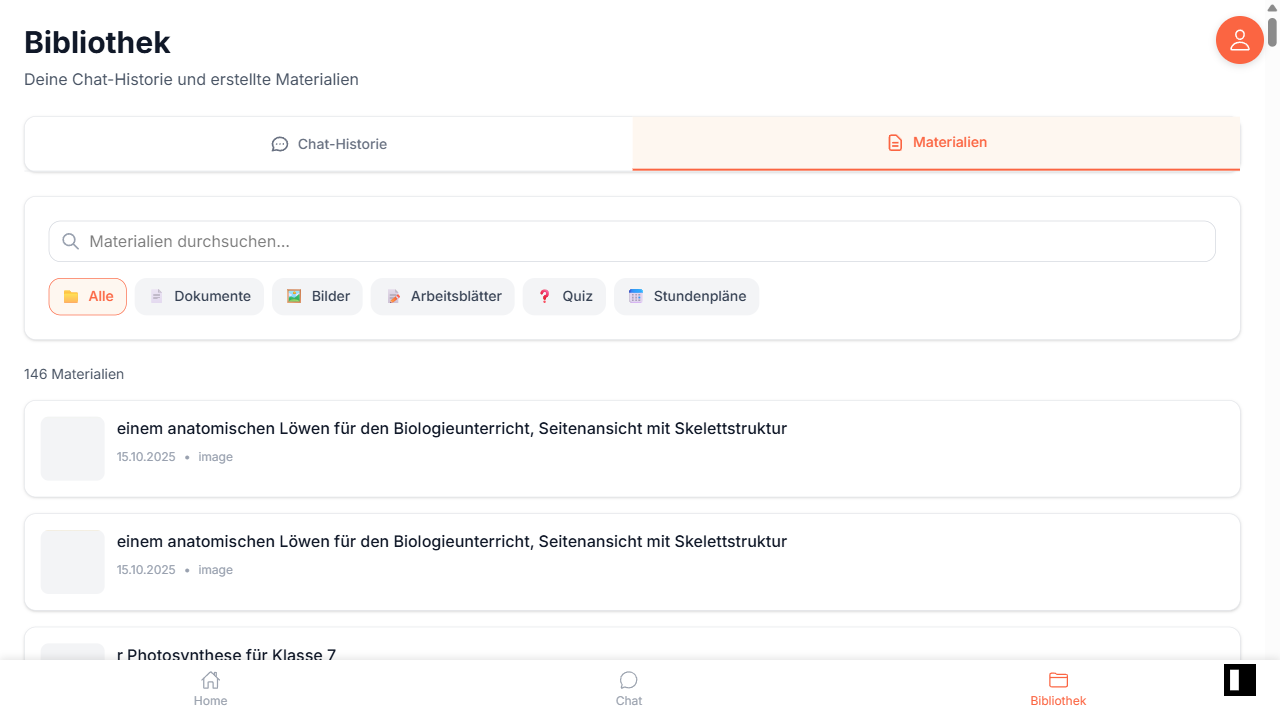 Bibliothek
Deine Chat-Historie und erstellte Materialien
Chat-Historie
Materialien
Materialien durchsuchen...
Alle
Dokumente
Bilder
Arbeitsblätter
Quiz
Stundenpläne
146 Materialien
einem anatomischen Löwen für den Biologieunterricht, Seitenansicht mit Skelettstruktur
15.10.2025 • image
einem anatomischen Löwen für den Biologieunterricht, Seitenansicht mit Skelettstruktur
15.10.2025 • image
r Photosynthese für Klasse 7
Home
Chat
Bibliothek